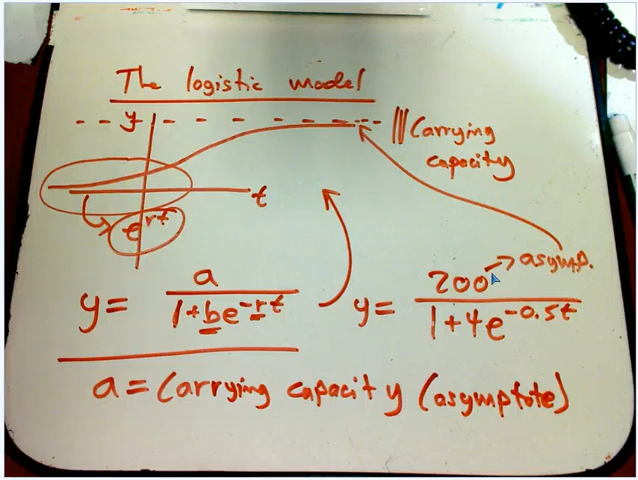 The logistic model
y
Carrying
capacity
t
e^rt
asymp.
y = a / (1 + be^-rt)
y = 200 / (1 + 4e^-0.5t)
a = Carrying capacity (asymptote)